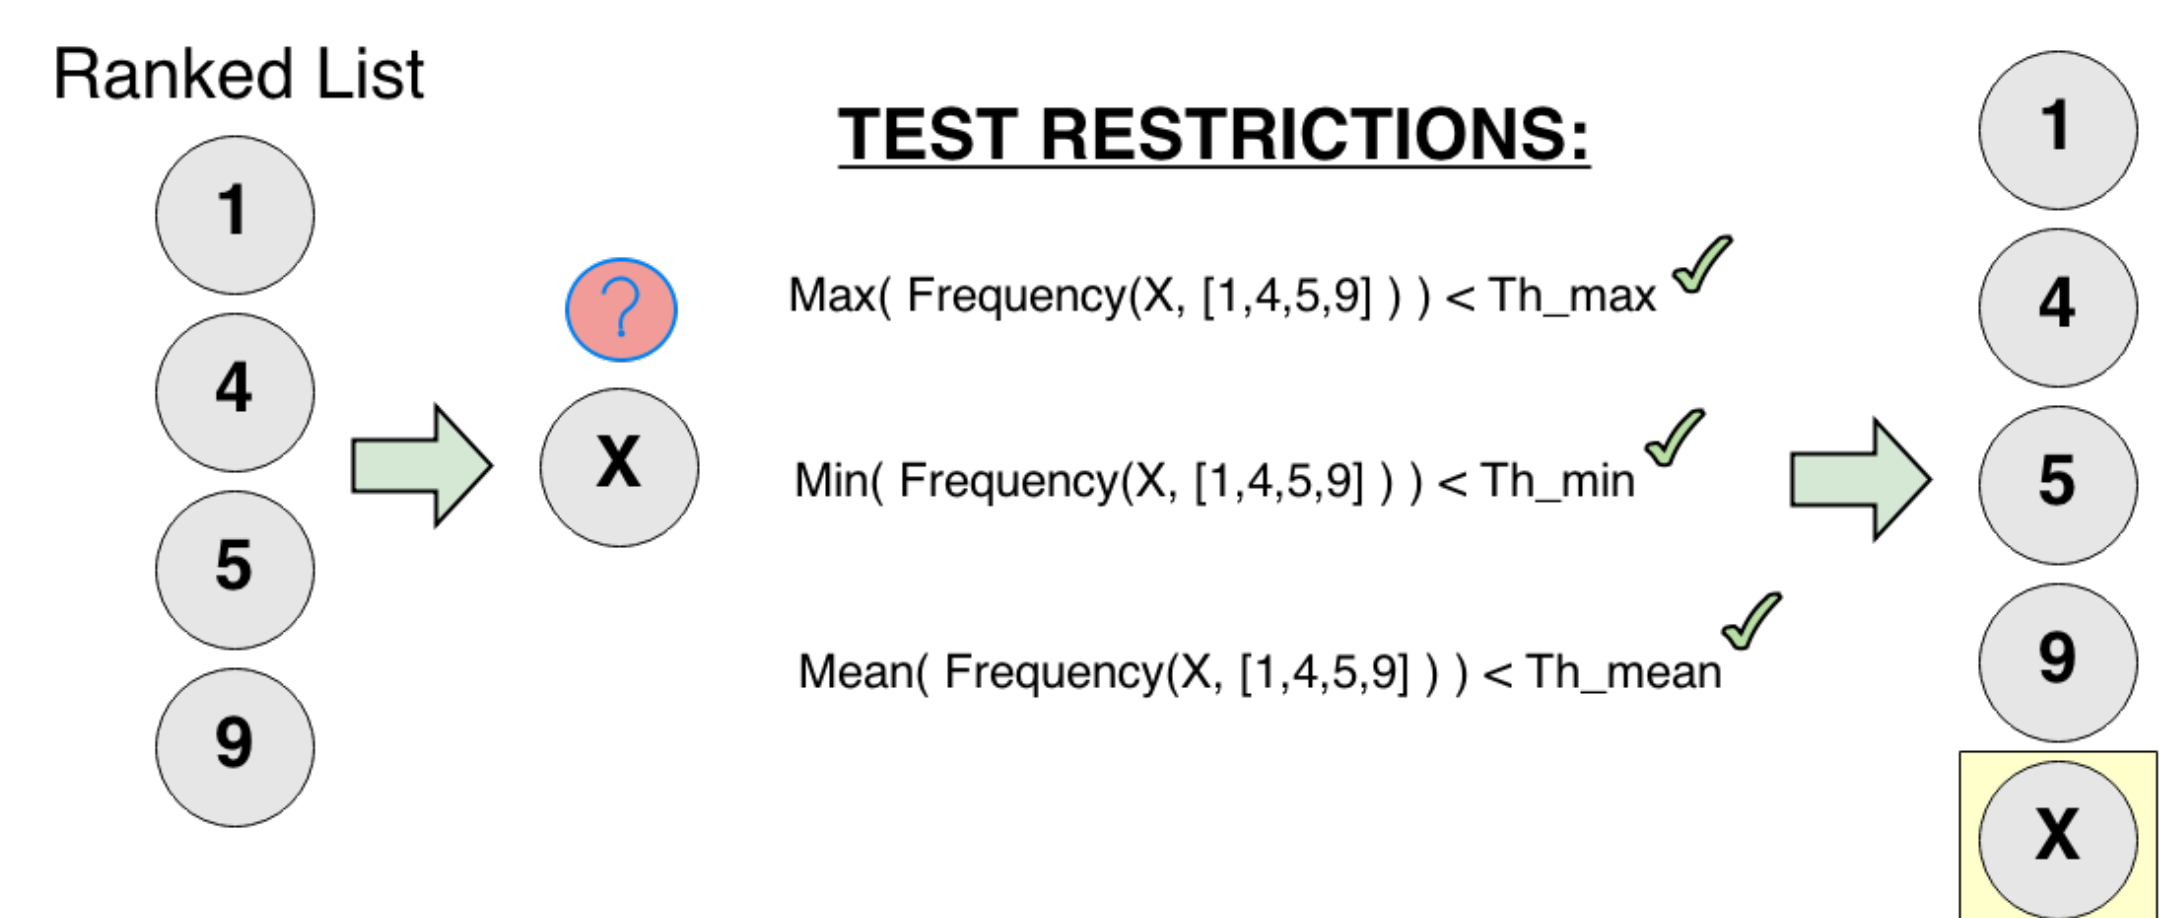 Ranked List
1
4
5
9
?
X
TEST RESTRICTIONS:
Max( Frequency(X, [1,4,5,9] ) ) < Th_max
Min( Frequency(X, [1,4,5,9] ) ) < Th_min
Mean( Frequency(X, [1,4,5,9] ) ) < Th_mean
1
4
5
9
X